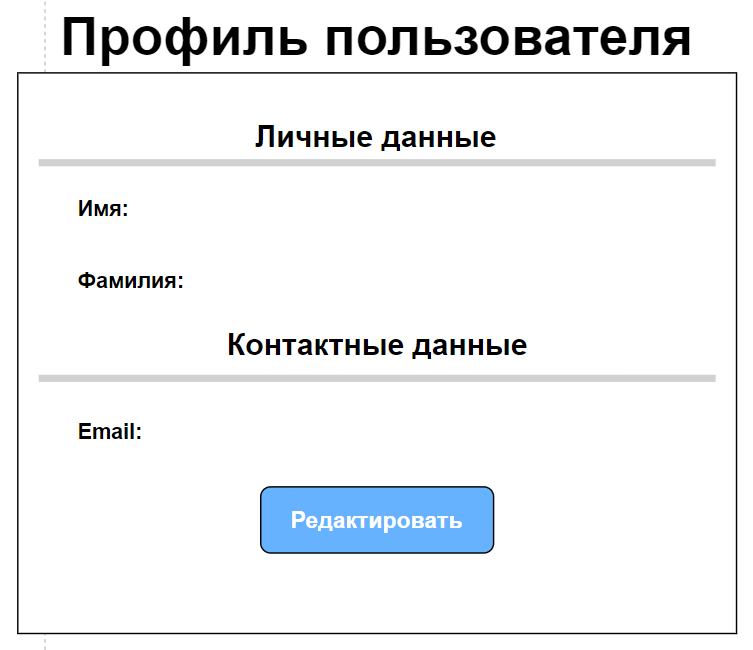 Профиль пользователя
Личные данные
Имя:
Фамилия:
Контактные данные
Email:
Редактировать